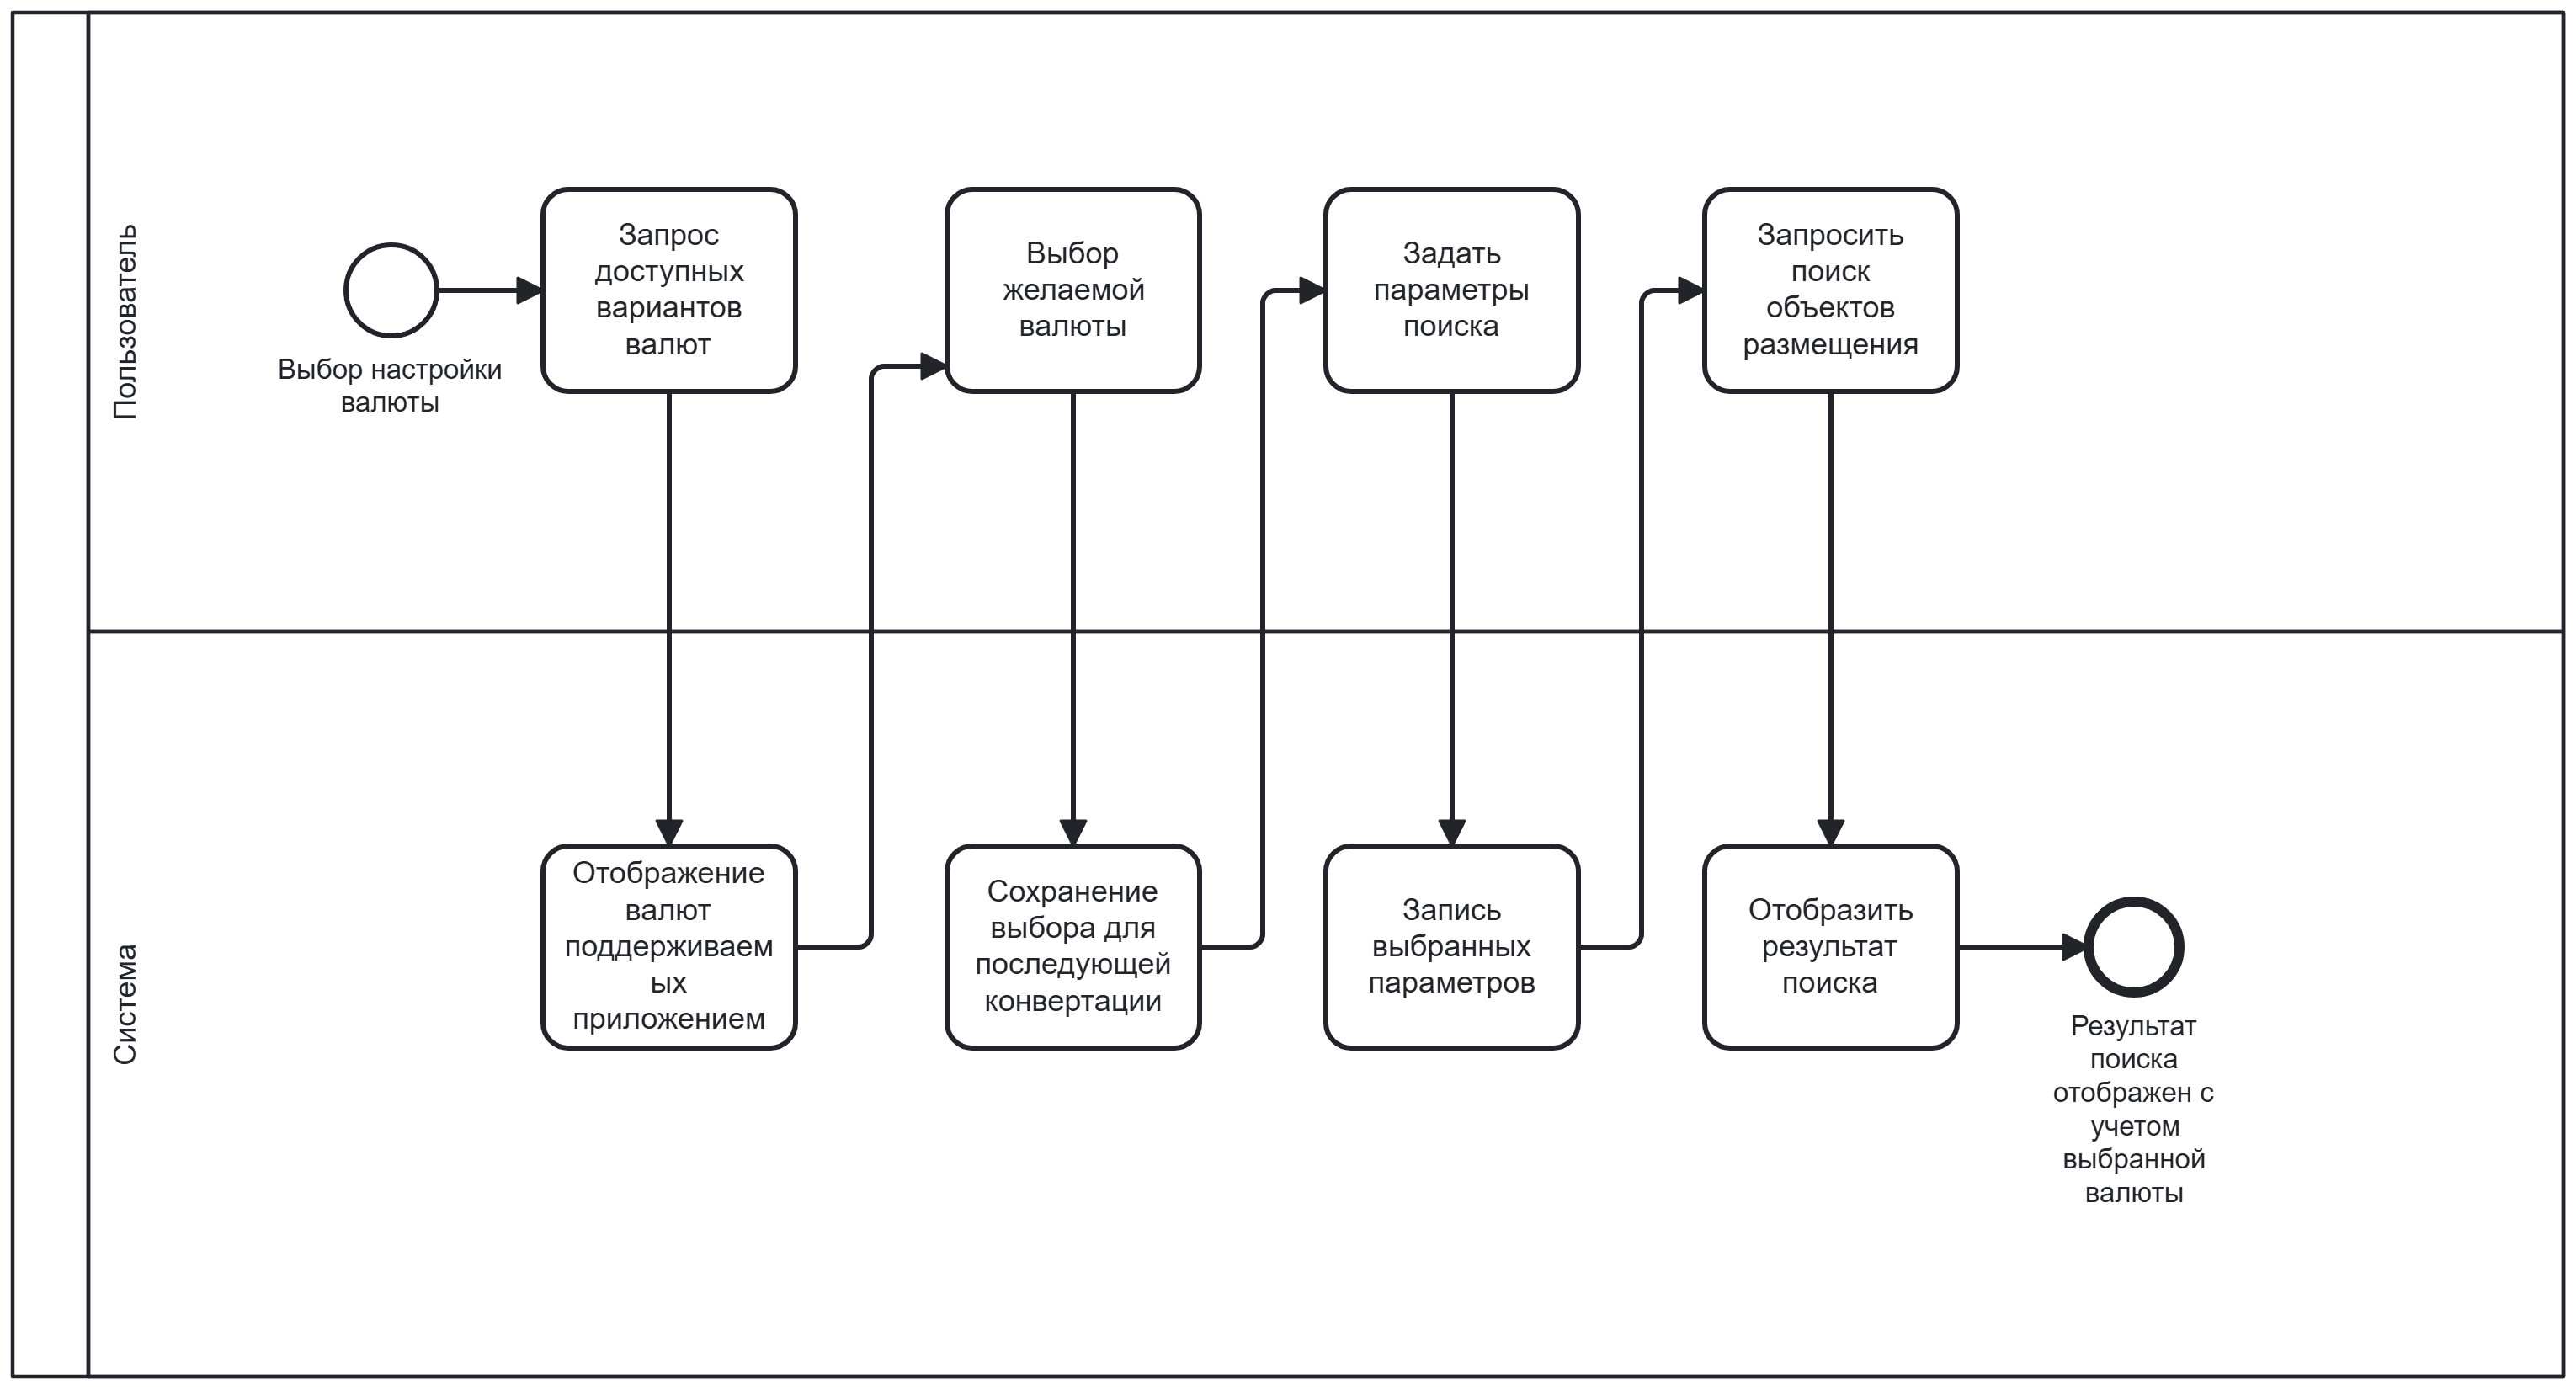 Пользователь
Выбор настройки
валюты
Запрос
доступных
вариантов
валют
Выбор
желаемой
валюты
Задать
параметры
поиска
Запросить
поиск
объектов
размещения
Система
Отображение
валют
поддерживаем
ых
приложением
Сохранение
выбора для
последующей
конвертации
Запись
выбранных
параметров
Отобразить
результат
поиска
Результат
поиска
отображен с
учетом
выбранной
валюты